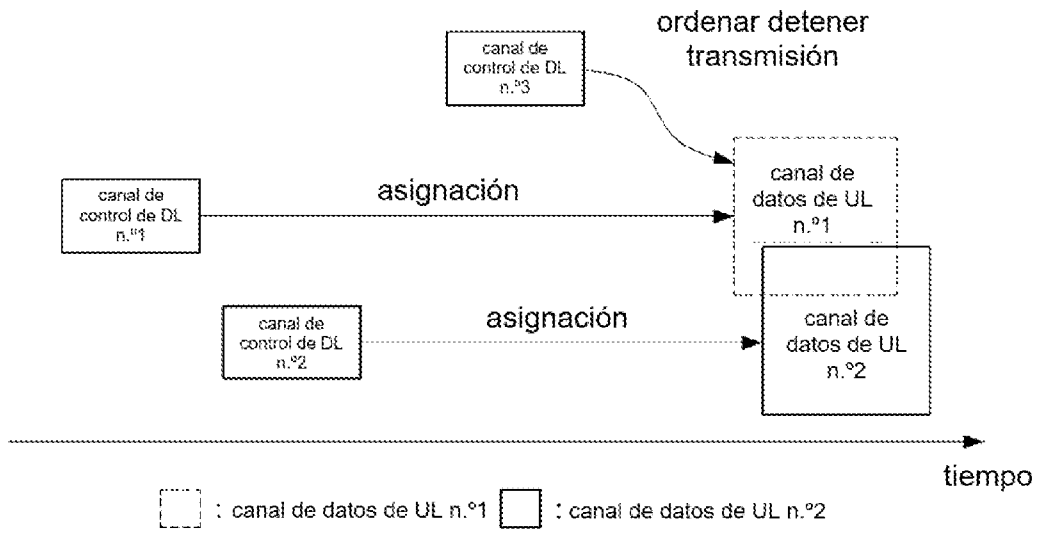 ordenar detener
transmisión
canal de
control de DL
n.º3
canal de
control de DL
n.º1
asignación
canal de
datos de UL
n.º1
canal de
control de DL
n.º2
asignación
canal de
datos de UL
n.º2
tiempo
: canal de datos de UL n.º1
: canal de datos de UL n.º2